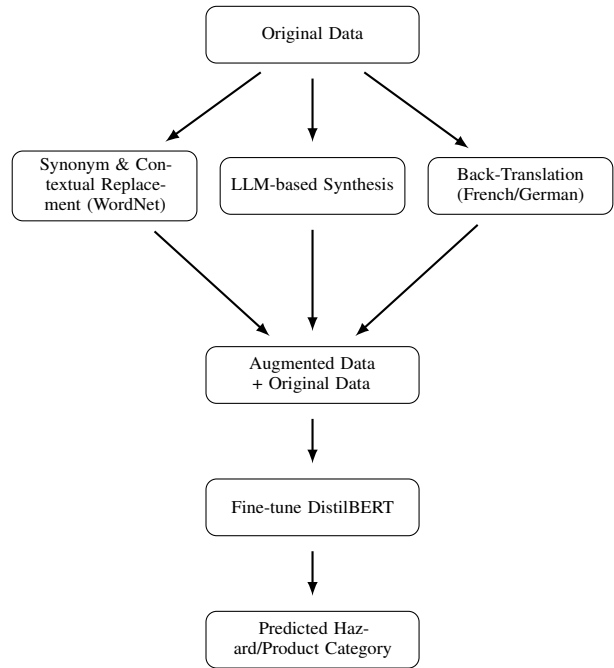 Original Data
Synonym & Con-
textual Replace-
ment (WordNet)
LLM-based Synthesis
Back-Translation
(French/German)
Augmented Data
+ Original Data
Fine-tune DistilBERT
Predicted Haz-
ard/Product Category